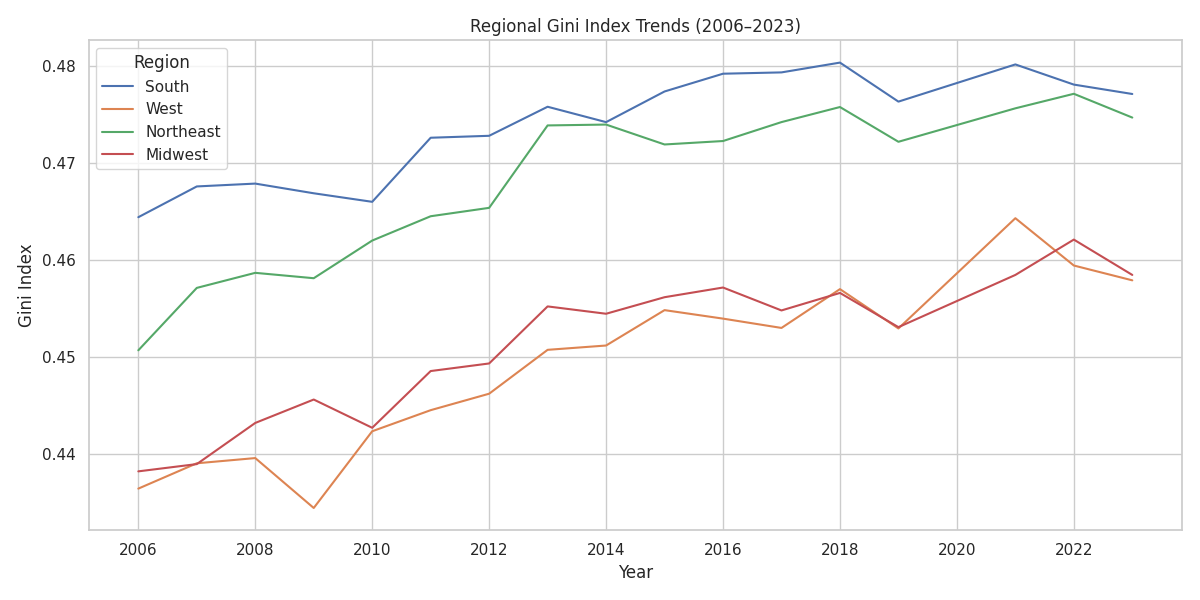 Regional Gini Index Trends (2006–2023)
Region
South
West
Northeast
Midwest
0.48
0.47
0.46
0.45
0.44
Gini Index
2006 2008 2010 2012 2014 2016 2018 2020 2022
Year